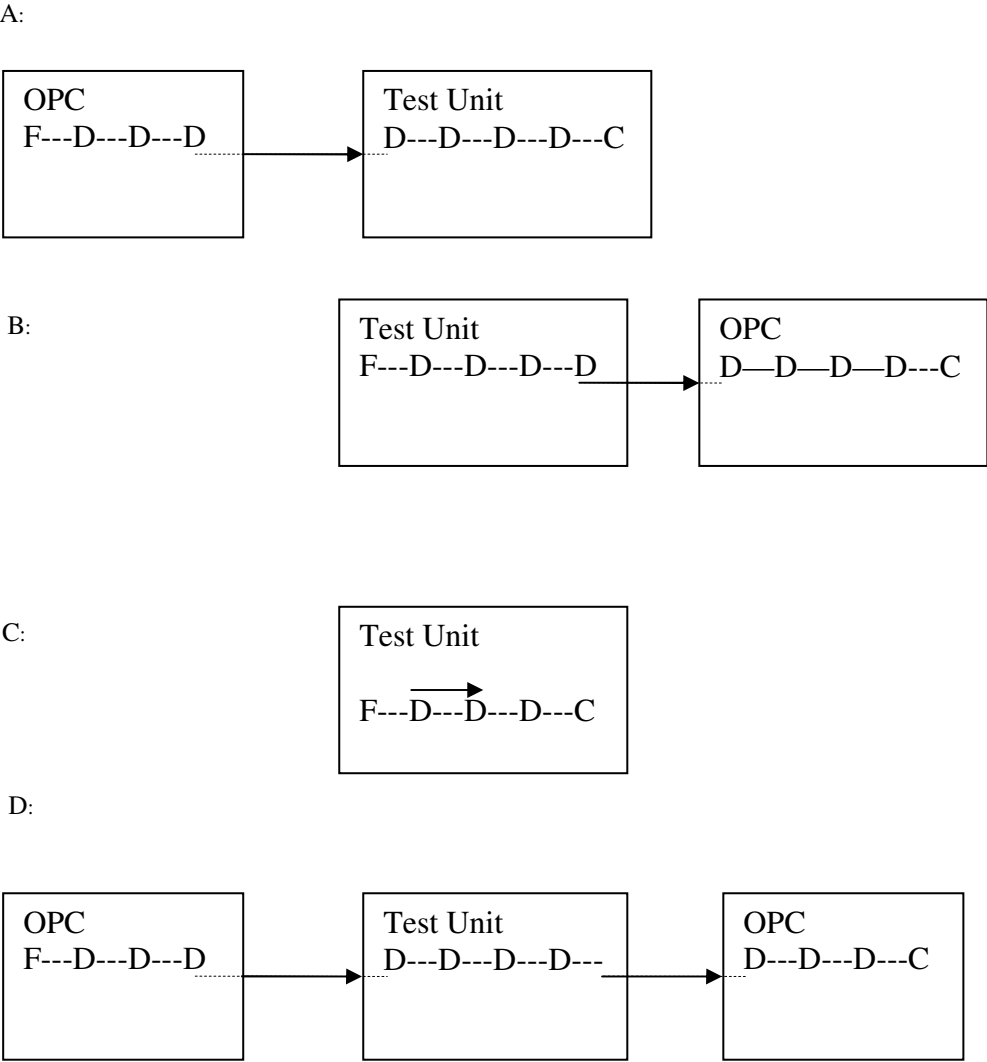 A:
OPC
F---D---D---D
Test Unit
D---D---D---D---C
B:
Test Unit
F---D---D---D---D
OPC
D—D—D—D---C
C:
Test Unit
F---D---D---D---C
D:
OPC
F---D---D---D
Test Unit
D---D---D---D---
OPC
D---D---D---C